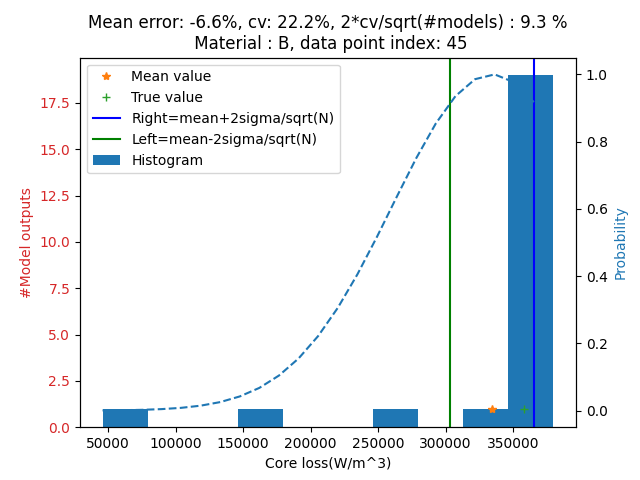 Mean error: -6.6%, cv: 22.2%, 2*cv/sqrt(#models) : 9.3 %
Material : B, data point index: 45
Mean value
True value
Right=mean+2sigma/sqrt(N)
Left=mean-2sigma/sqrt(N)
Histogram
17.5
15.0
12.5
10.0
7.5
5.0
2.5
0.0
#Model outputs
1.0
0.8
0.6
0.4
0.2
0.0
Probability
50000 100000 150000 200000 250000 300000 350000
Core loss(W/m^3)